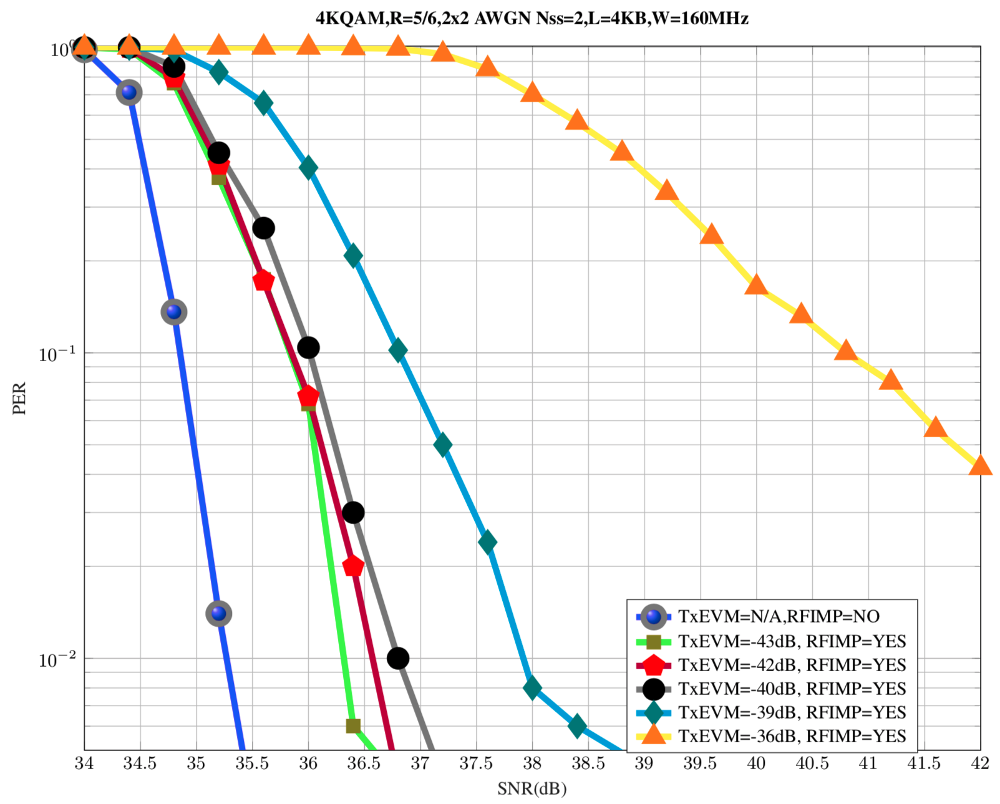 4KQAM,R=5/6,2x2 AWGN Nss=2,L=4KB,W=160MHz
10⁰
10⁻¹
10⁻²
PER
TxEVM=N/A,RFIMP=NO
TxEVM=-43dB, RFIMP=YES
TxEVM=-42dB, RFIMP=YES
TxEVM=-40dB, RFIMP=YES
TxEVM=-39dB, RFIMP=YES
TxEVM=-36dB, RFIMP=YES
34 34.5 35 35.5 36 36.5 37 37.5 38 38.5 39 39.5 40 40.5 41 41.5 42
SNR(dB)